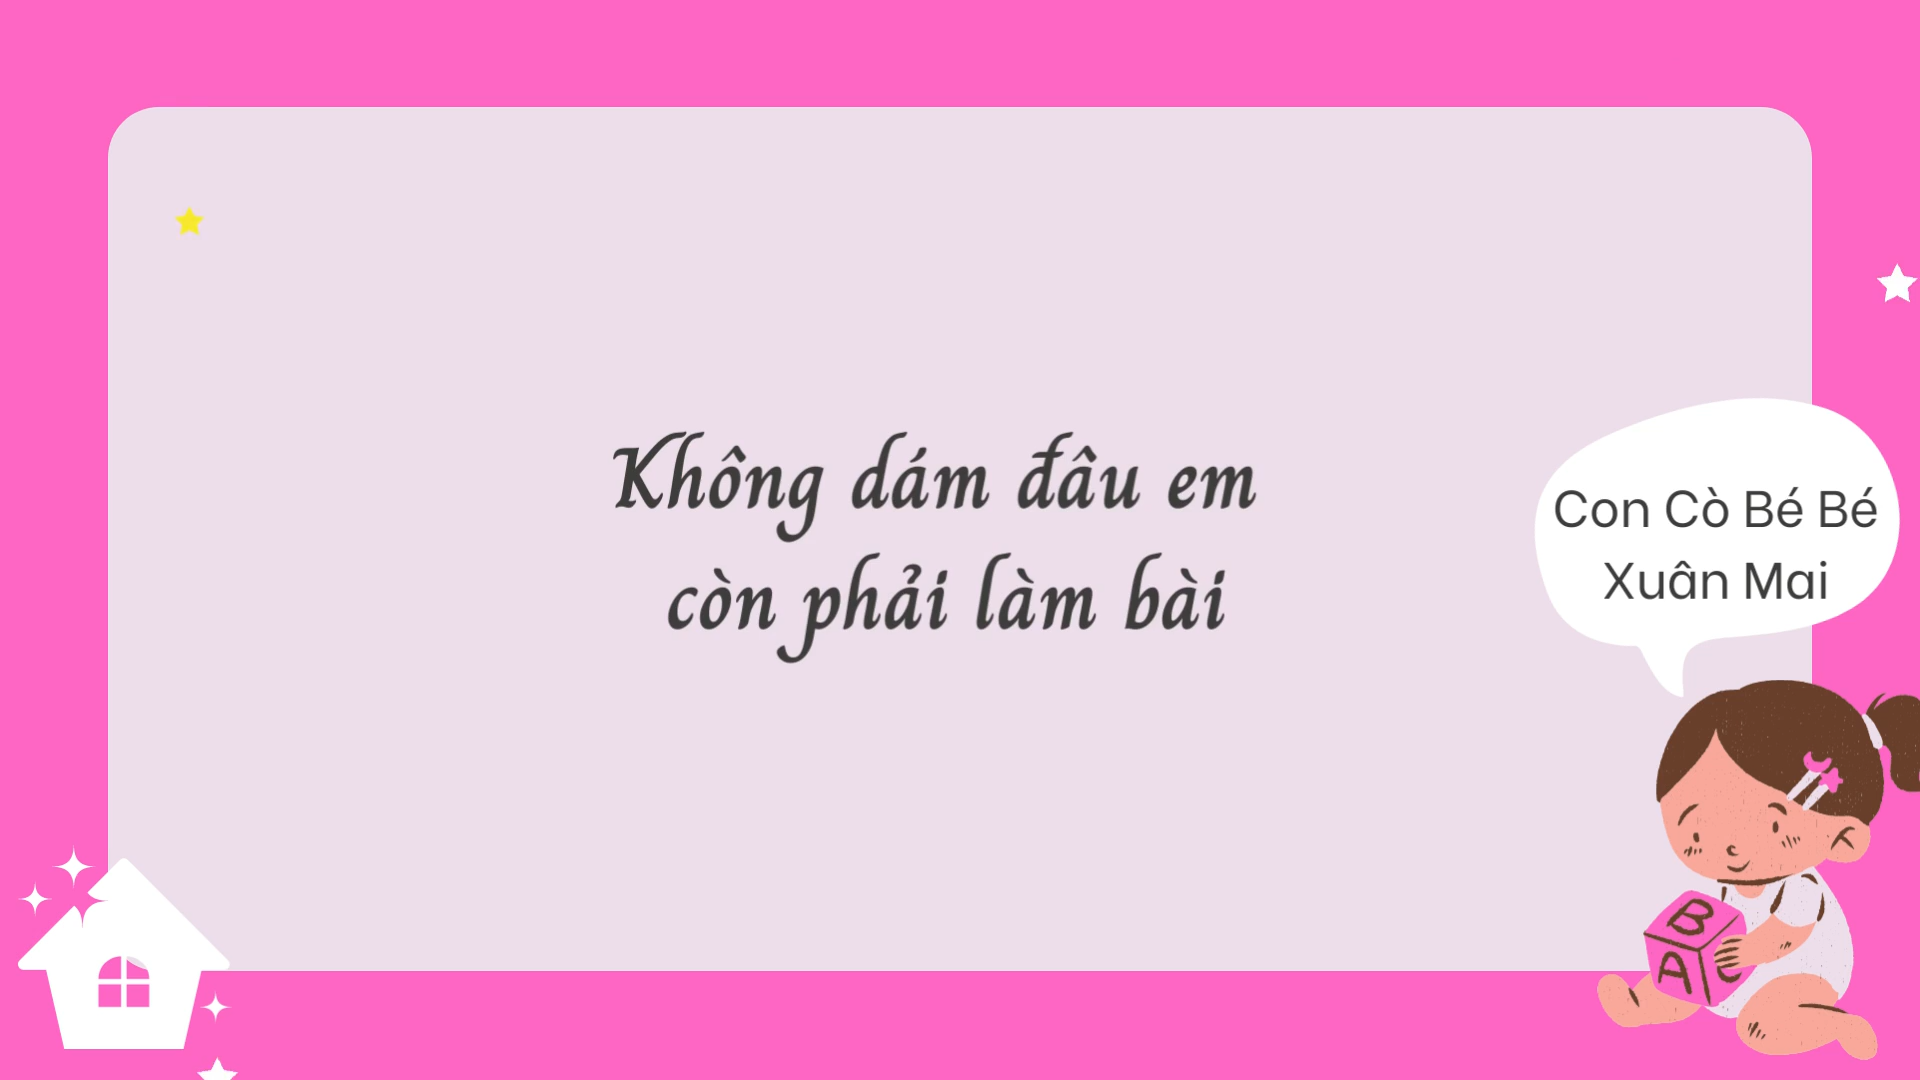 Không dám đâu em
còn phải làm bài
Con Cò Bé Bé
Xuân Mai
B
A C